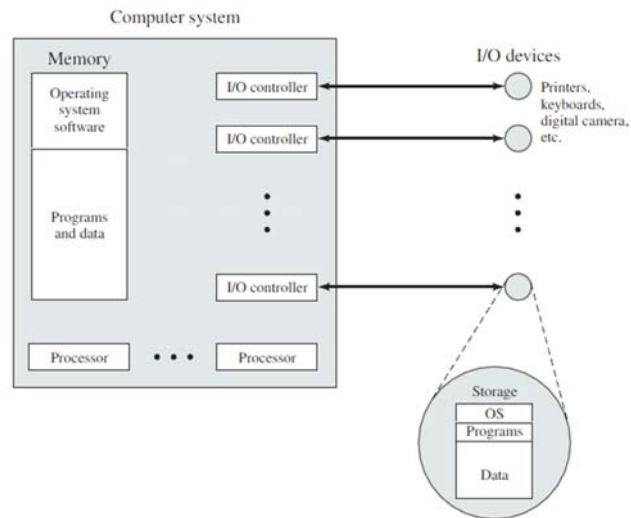 Computer system
Memory
Operating
system
software
Programs
and data
I/O controller
I/O controller
I/O controller
Processor
Processor
I/O devices
Printers,
keyboards,
digital camera,
etc.
Storage
OS
Programs
Data